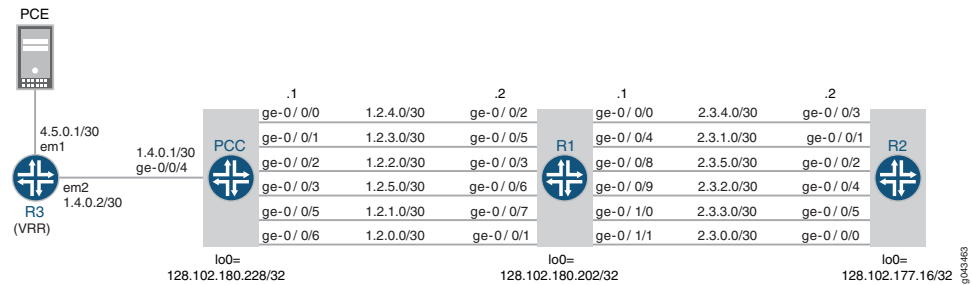 PCE
4.5.0.1/30
em1
R3
(VRR)
em2
1.4.0.2/30
1.4.0.1/30
ge-0/0/4
PCC
.1 .2
ge-0/0/0 1.2.4.0/30 ge-0/0/2
ge-0/0/1 1.2.3.0/30 ge-0/0/5
ge-0/0/2 1.2.2.0/30 ge-0/0/3
ge-0/0/3 1.2.5.0/30 ge-0/0/6
ge-0/0/5 1.2.1.0/30 ge-0/0/7
ge-0/0/6 1.2.0.0/30 ge-0/0/1
R1
.1 .2
ge-0/0/0 2.3.4.0/30 ge-0/0/3
ge-0/0/4 2.3.1.0/30 ge-0/0/1
ge-0/0/8 2.3.5.0/30 ge-0/0/2
ge-0/0/9 2.3.2.0/30 ge-0/0/4
ge-0/1/0 2.3.3.0/30 ge-0/0/5
ge-0/1/1 2.3.0.0/30 ge-0/0/0
R2
lo0=
128.102.180.228/32
lo0=
128.102.180.202/32
lo0=
128.102.177.16/32
g043463